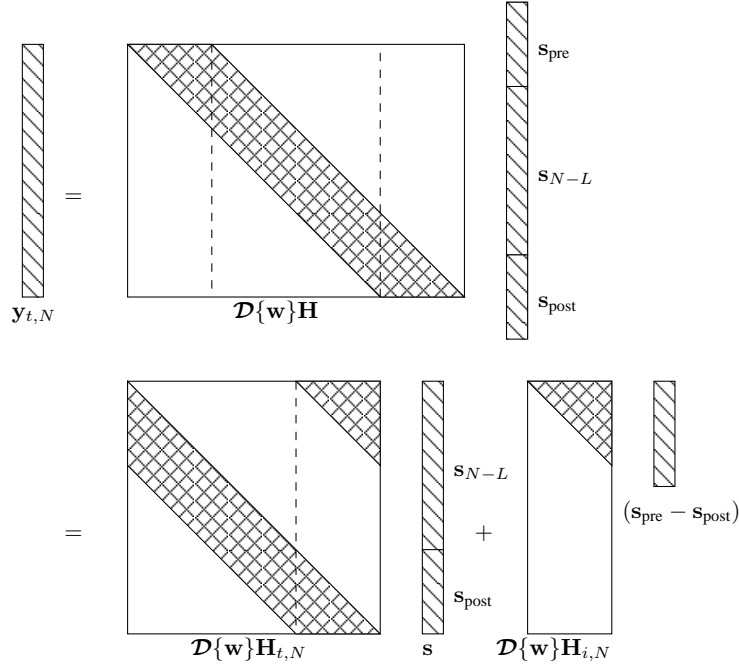 s_pre
s_{N−L}
=
s_post
y_{t,N}
𝓓{w}H
s_{N−L}
(s_pre − s_post)
= +
s_post
𝓓{w}H_{t,N} s 𝓓{w}H_{i,N}